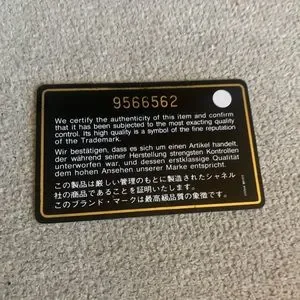 9566562
We certify the authenticity of this item and confirm
that it has been subjected to the most exacting quality
control. Its high quality is a symbol of the fine reputation
of the Trademark.
Wir bestätigen, dass es sich um einen Artikel handelt,
der während seiner Herstellung strengsten Kontrollen
unterworfen war, und dessen erstklassige Qualität
dem hohen Ansehen unserer Marke entspricht.
この製品は厳しい管理のもとに製造されたシャネル
社の商品であることを証明いたします。
このブランド・マークは最高級品質の象徴です。